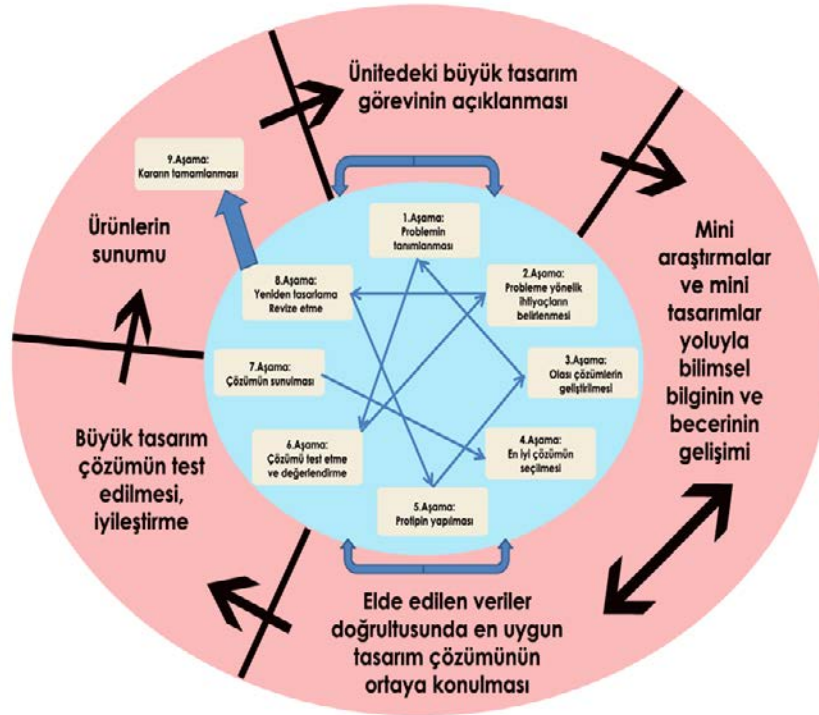 Ünitedeki büyük tasarım
görevinin açıklanması
9.Aşama:
Kararın tamamlanması
Ürünlerin
sunumu
1.Aşama:
Problemin
tanımlanması
8.Aşama:
Yeniden tasarlama
Revize etme
2.Aşama:
Probleme yönelik
ihtiyaçların
belirlenmesi
Mini
araştırmalar
ve mini
tasarımlar
yoluyla
bilimsel
bilginin ve
becerinin
gelişimi
7.Aşama:
Çözümün sunulması
3.Aşama:
Olası çözümlerin
geliştirilmesi
6.Aşama:
Çözümü test etme
ve değerlendirme
4.Aşama:
En iyi çözümün
seçilmesi
5.Aşama:
Protipin yapılması
Büyük tasarım
çözümün test
edilmesi,
iyileştirme
Elde edilen veriler
doğrultusunda en uygun
tasarım çözümünün
ortaya konulması